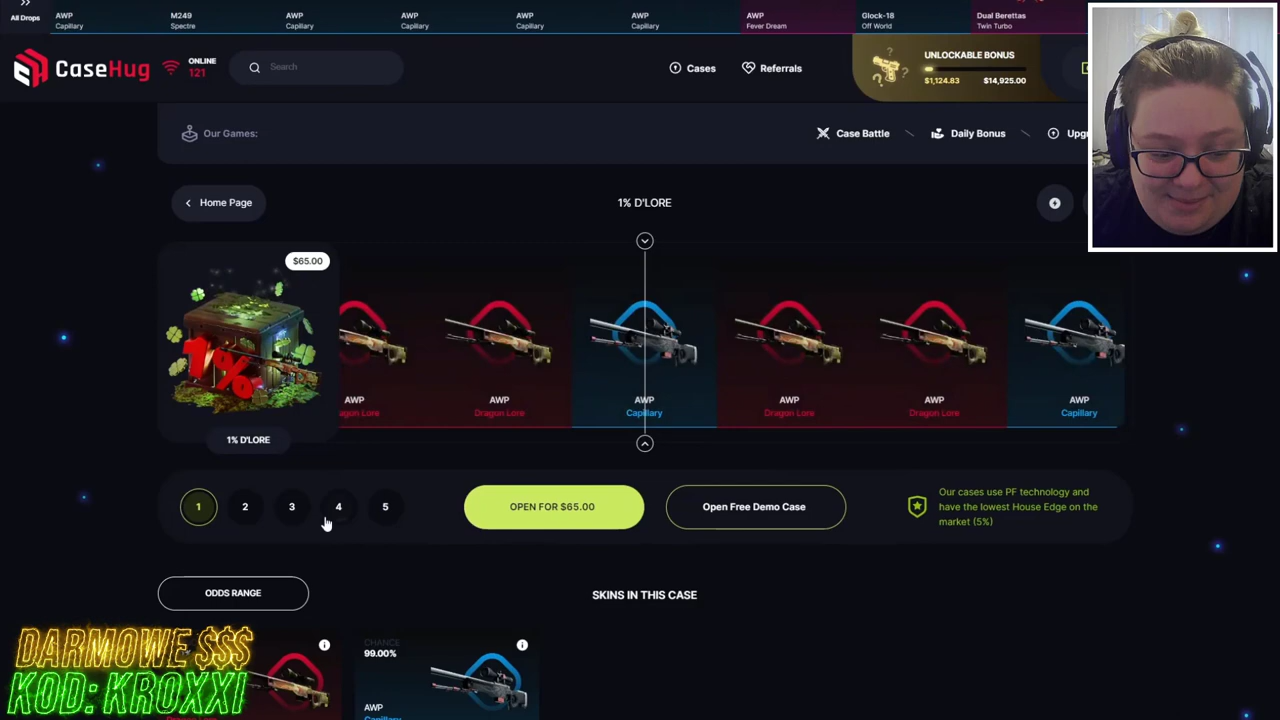 All Drops
AWP
Capillary
M249
Spectre
AWP
Capillary
AWP
Capillary
AWP
Capillary
AWP
Capillary
AWP
Fever Dream
Glock-18
Off World
Dual Berettas
Twin Turbo
CaseHug
ONLINE
121
Search
Cases
Referrals
UNLOCKABLE BONUS
$1,124.83
$14,925.00
Our Games:
Case Battle
Daily Bonus
Home Page
1% D'LORE
$65.00
1%
1% D'LORE
AWP
Dragon Lore
AWP
Capillary
AWP
Dragon Lore
AWP
Dragon Lore
AWP
Capillary
1
2
3
4
5
OPEN FOR $65.00
Open Free Demo Case
Our cases use PF technology and
have the lowest House Edge on the
market (5%)
ODDS RANGE
SKINS IN THIS CASE
CHANCE
99.00%
AWP
Capillary
DARMOWE $$$
KOD: KROXXI